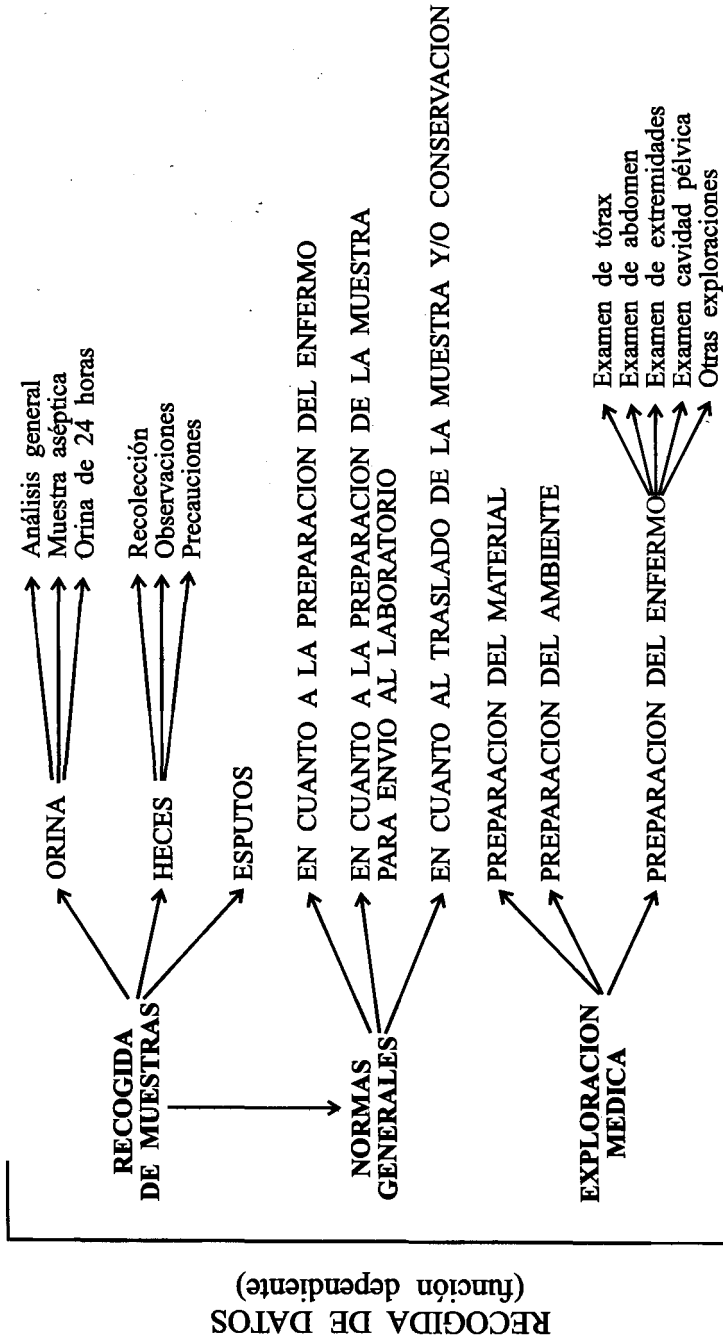 RECOGIDA DE DATOS
(función dependiente)
RECOGIDA
DE MUESTRAS
ORINA
Análisis general
Muestra aséptica
Orina de 24 horas
HECES
Recolección
Observaciones
Precauciones
ESPUTOS
NORMAS
GENERALES
EN CUANTO A LA PREPARACION DEL ENFERMO
EN CUANTO A LA PREPARACION DE LA MUESTRA
PARA ENVIO AL LABORATORIO
EN CUANTO AL TRASLADO DE LA MUESTRA Y/O CONSERVACION
EXPLORACION
MEDICA
PREPARACION DEL MATERIAL
PREPARACION DEL AMBIENTE
PREPARACION DEL ENFERMO
Examen de tórax
Examen de abdomen
Examen de extremidades
Examen cavidad pélvica
Otras exploraciones